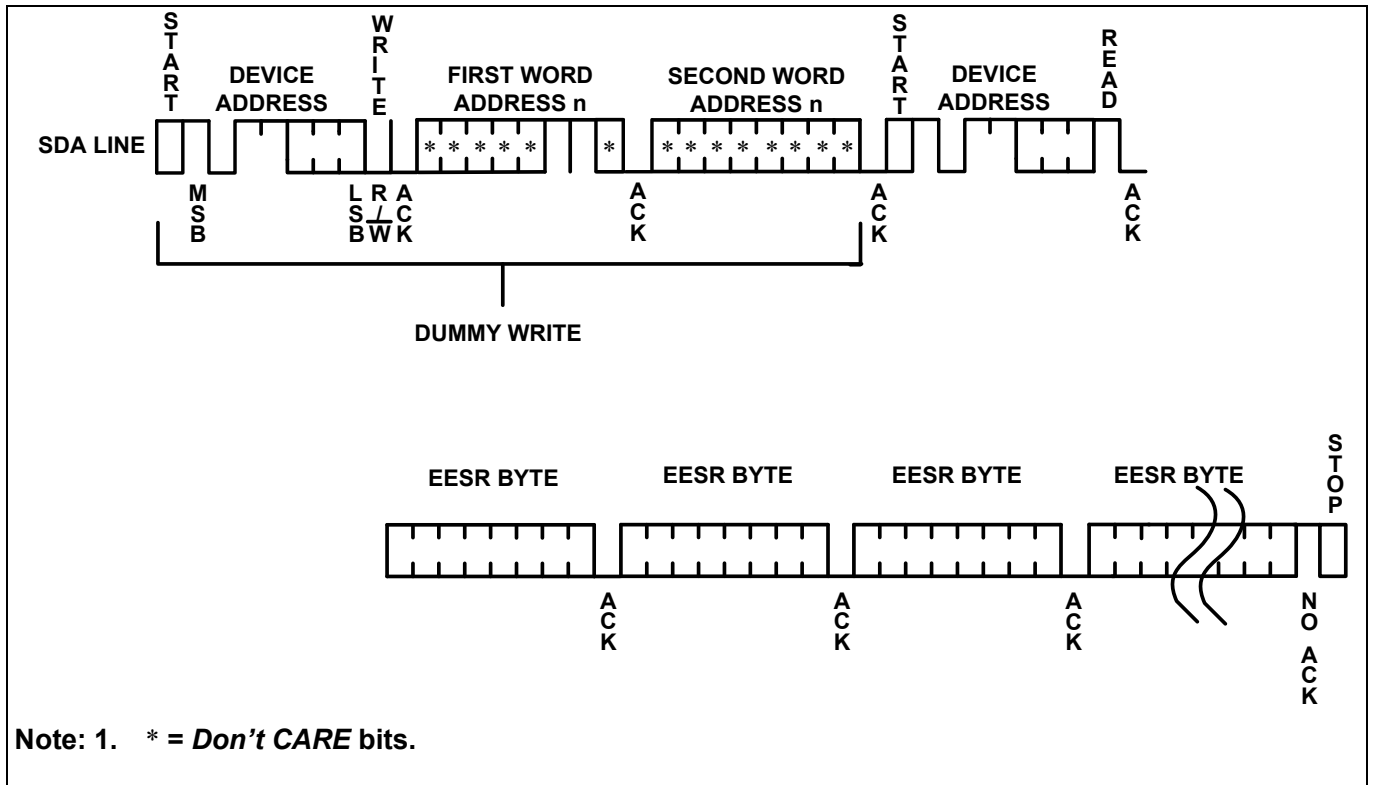 START
WRITE
START
READ
DEVICE
ADDRESS
FIRST WORD
ADDRESS n
SECOND WORD
ADDRESS n
DEVICE
ADDRESS
SDA LINE
* * * * * *
* * * * * * * *
MSB
LSB
R/W
ACK
ACK
ACK
ACK
DUMMY WRITE
EESR BYTE
EESR BYTE
EESR BYTE
EESR BYTE
STOP
ACK
ACK
ACK
NO ACK
Note: 1. * = Don't CARE bits.